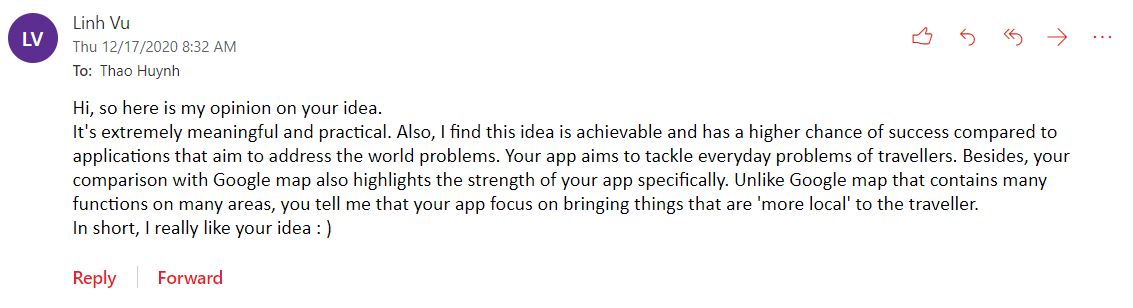 LV
Linh Vu
Thu 12/17/2020 8:32 AM
To: Thao Huynh
Hi, so here is my opinion on your idea.
It's extremely meaningful and practical. Also, I find this idea is achievable and has a higher chance of success compared to
applications that aim to address the world problems. Your app aims to tackle everyday problems of travellers. Besides, your
comparison with Google map also highlights the strength of your app specifically. Unlike Google map that contains many
functions on many areas, you tell me that your app focus on bringing things that are 'more local' to the traveller.
In short, I really like your idea : )
Reply
Forward